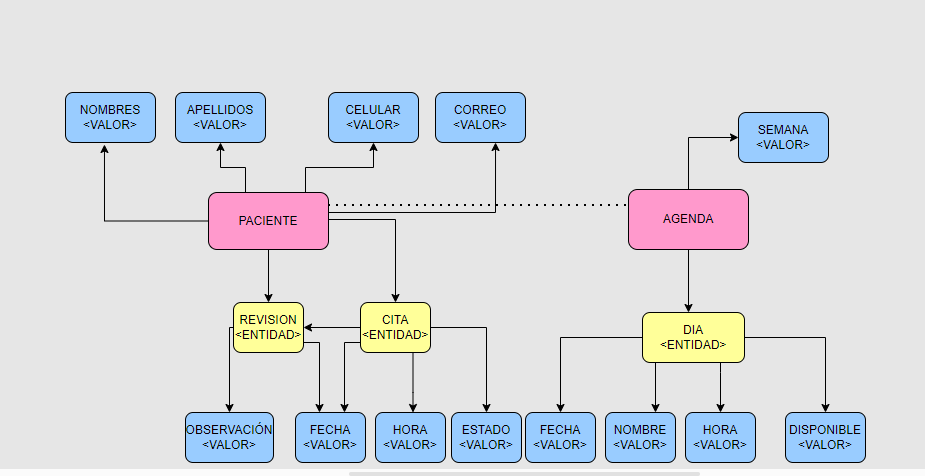 NOMBRES
<VALOR>
APELLIDOS
<VALOR>
CELULAR
<VALOR>
CORREO
<VALOR>
SEMANA
<VALOR>
PACIENTE
AGENDA
REVISION
<ENTIDAD>
CITA
<ENTIDAD>
DIA
<ENTIDAD>
OBSERVACIÓN
<VALOR>
FECHA
<VALOR>
HORA
<VALOR>
ESTADO
<VALOR>
FECHA
<VALOR>
NOMBRE
<VALOR>
HORA
<VALOR>
DISPONIBLE
<VALOR>